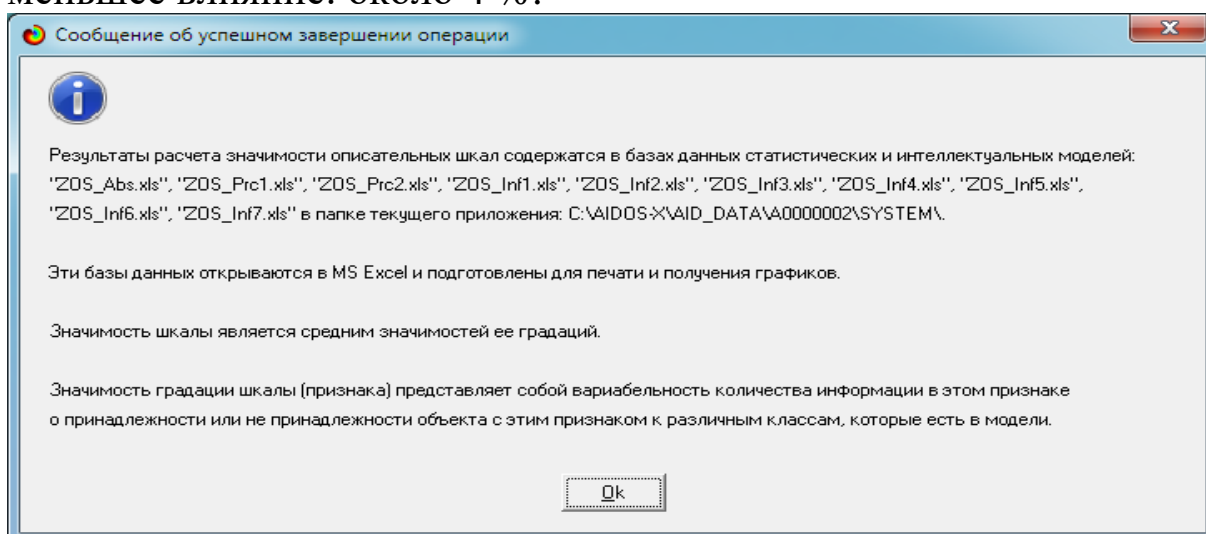 меньшее влияние: около 4 %.
Сообщение об успешном завершении операции
Результаты расчета значимости описательных шкал содержатся в базах данных статистических и интеллектуальных моделей:
"ZOS_Abs.xls", "ZOS_Prc1.xls", "ZOS_Prc2.xls", "ZOS_Inf1.xls", "ZOS_Inf2.xls", "ZOS_Inf3.xls", "ZOS_Inf4.xls", "ZOS_Inf5.xls",
"ZOS_Inf6.xls", "ZOS_Inf7.xls" в папке текущего приложения: C:\AIDOS-X\AID_DATA\A0000002\SYSTEM\.
Эти базы данных открываются в MS Excel и подготовлены для печати и получения графиков.
Значимость шкалы является средним значимостей ее градаций.
Значимость градации шкалы (признака) представляет собой вариабельность количества информации в этом признаке
о принадлежности или не принадлежности объекта с этим признаком к различным классам, которые есть в модели.
Ok